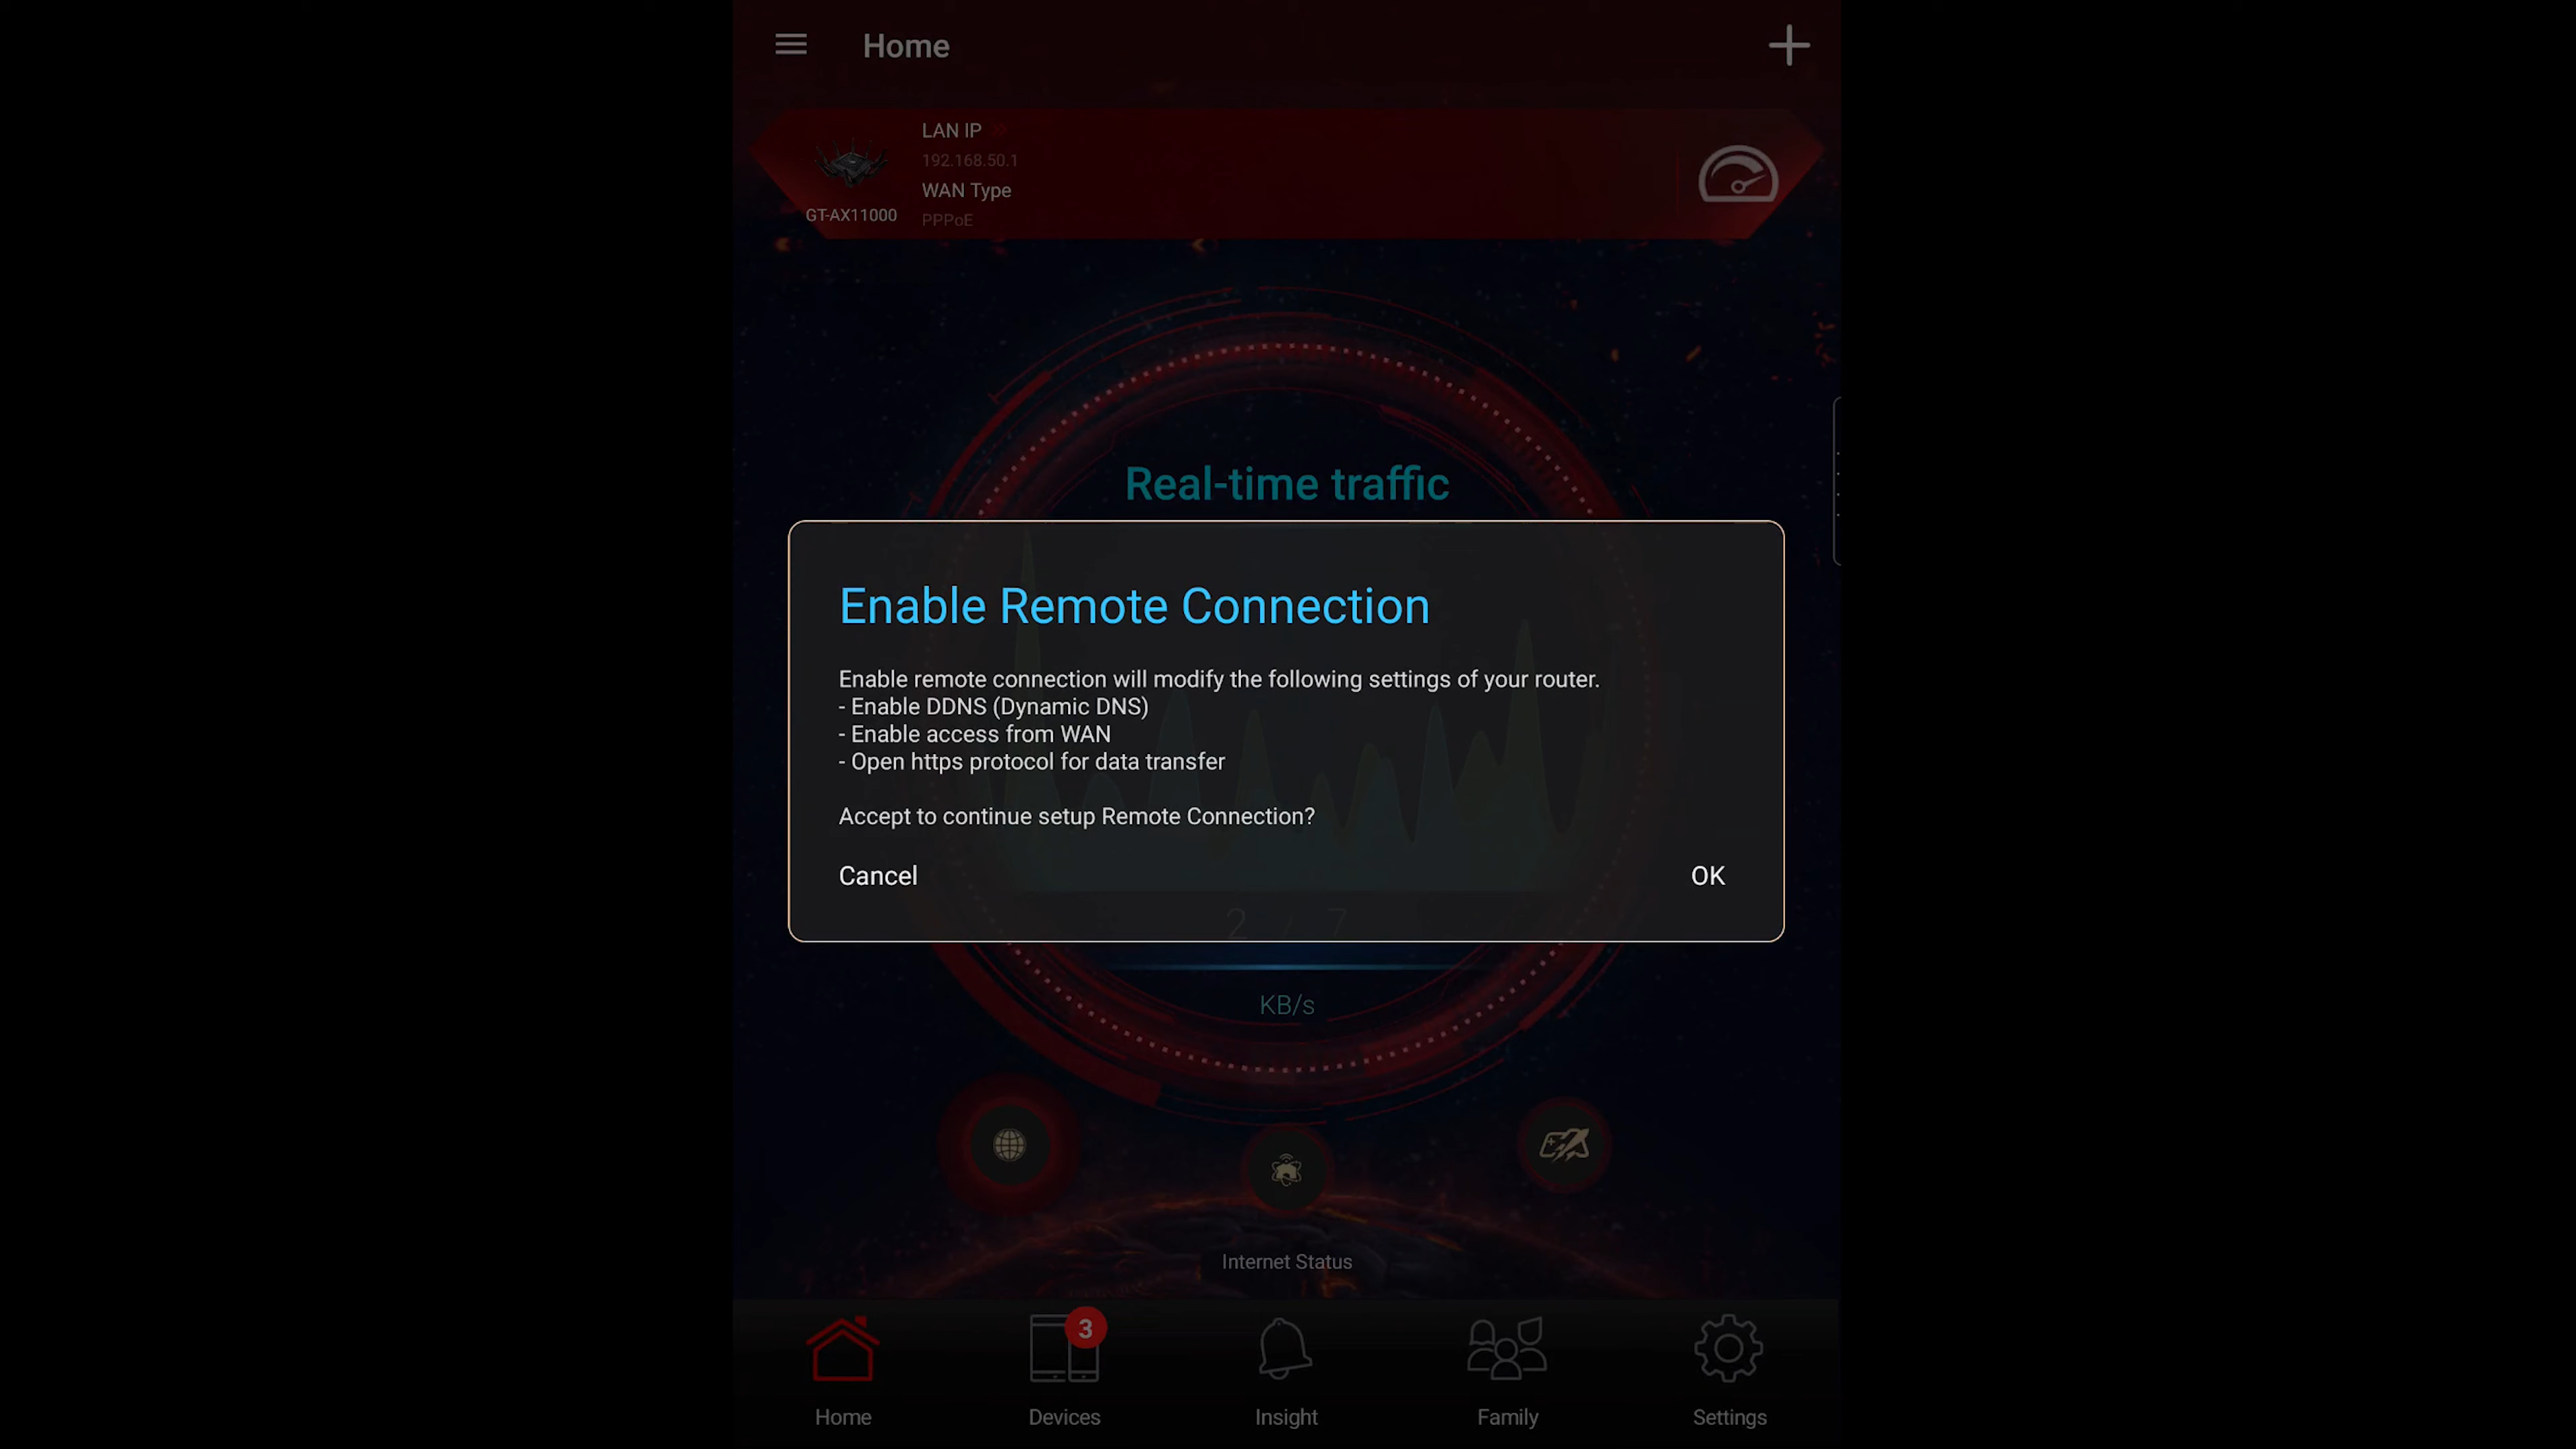 Home
LAN IP
192.168.50.1
WAN Type
PPPoE
GT-AX11000
Real-time traffic
Enable Remote Connection
Enable remote connection will modify the following settings of your router.
- Enable DDNS (Dynamic DNS)
- Enable access from WAN
- Open https protocol for data transfer
Accept to continue setup Remote Connection?
Cancel
OK
2 / 7
KB/s
Internet Status
3
Home
Devices
Insight
Family
Settings